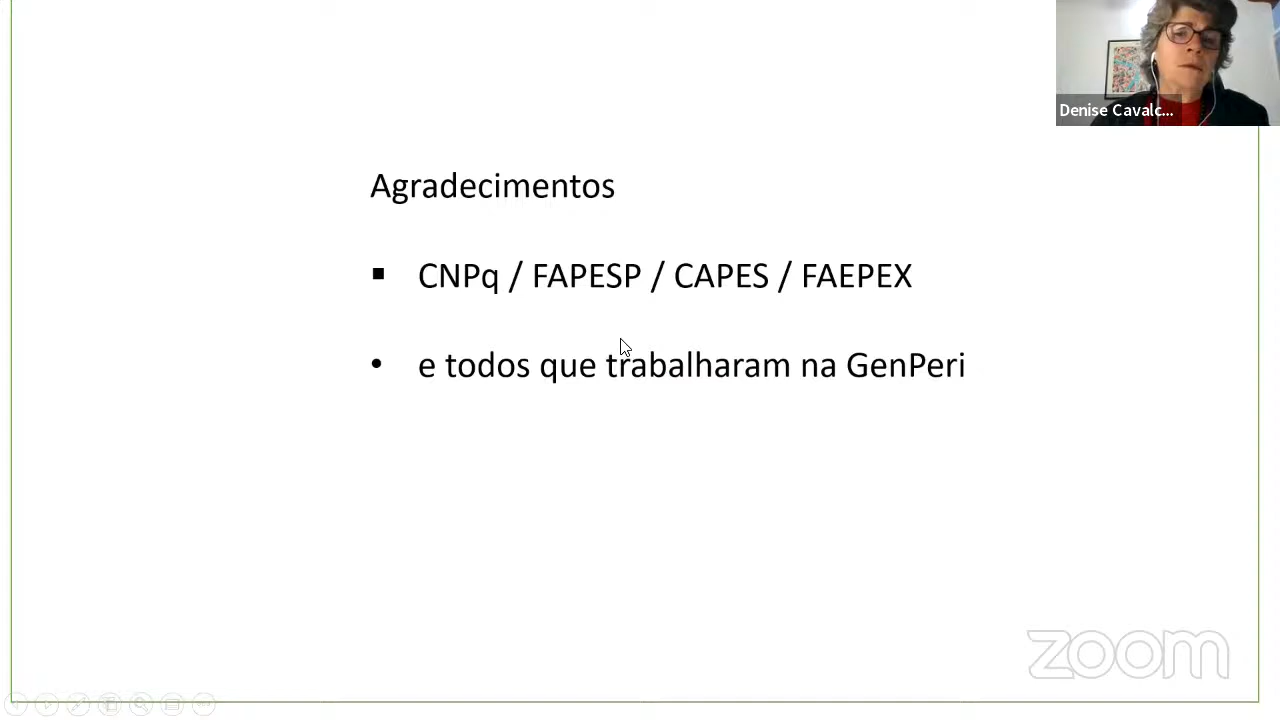 Denise Cavalc...
Agradecimentos
▪ CNPq / FAPESP / CAPES / FAEPEX
• e todos que trabalharam na GenPeri
zoom